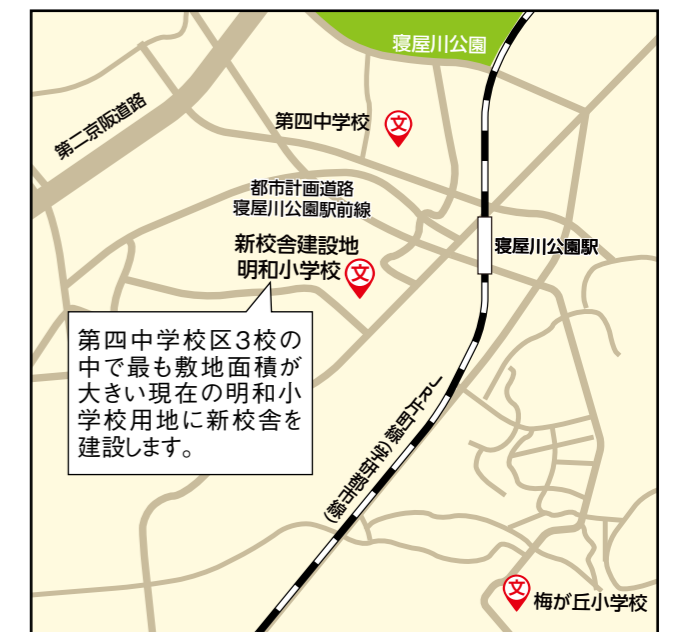 寝屋川公園
第二京阪道路
第四中学校
文
都市計画道路
寝屋川公園駅前線
新校舎建設地
明和小学校
文
寝屋川公園駅
第四中学校区3校の
中で最も敷地面積が
大きい現在の明和小
学校用地に新校舎を
建設します。
JR片町線(学研都市線)
文
梅が丘小学校